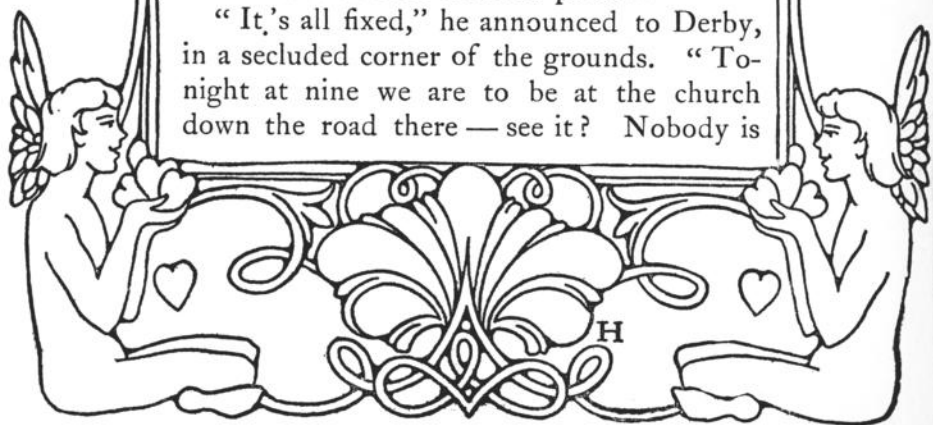 “ It.’s all fixed,” he announced to Derby,
in a secluded corner of the grounds. “ To-
night at nine we are to be at the church
down the road there — see it? Nobody is
H